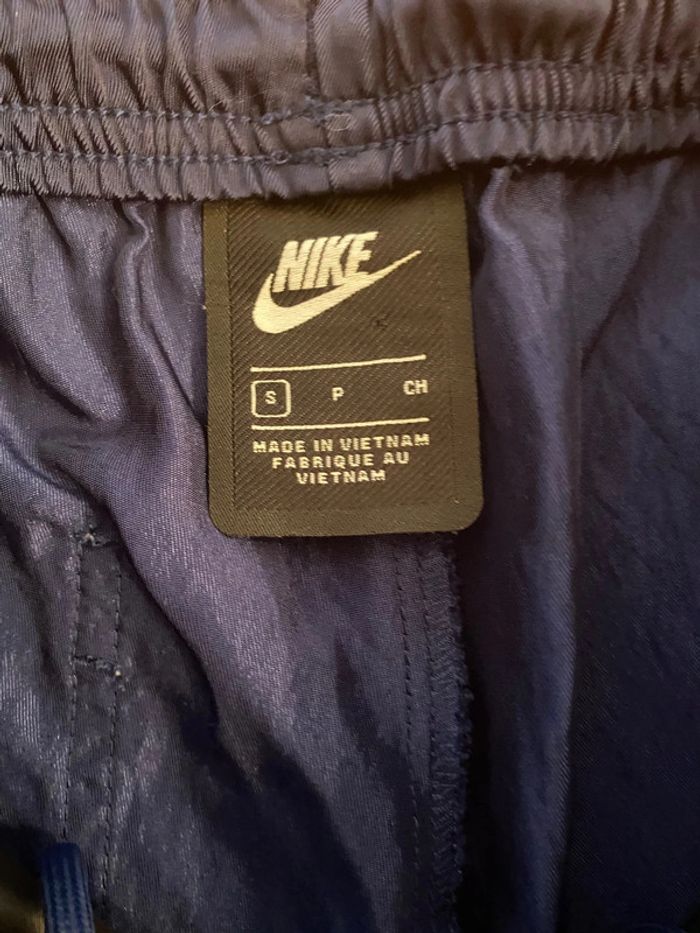 NIKE
S P CH
MADE IN VIETNAM
FABRIQUE AU
VIETNAM